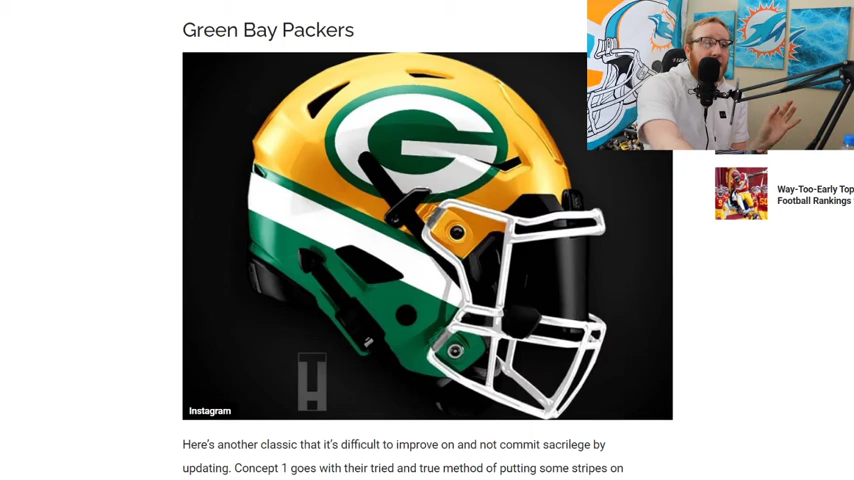 Green Bay Packers
G
TH
Instagram
Way-Too-Early Top
Football Rankings
Here's another classic that it's difficult to improve on and not commit sacrilege by
updating. Concept 1 goes with their tried and true method of putting some stripes on